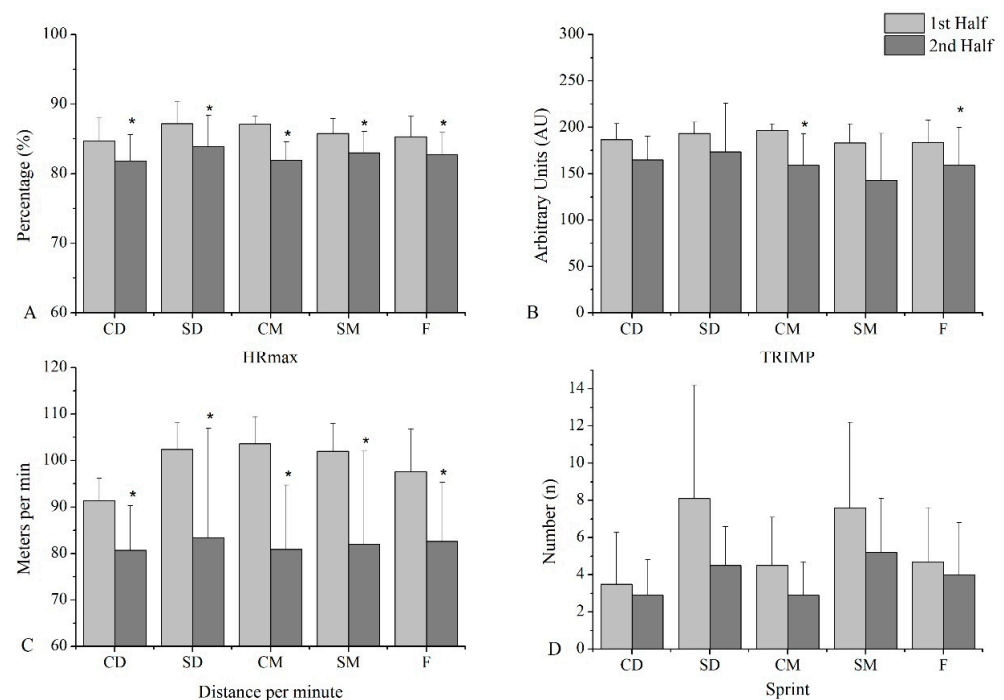 1st Half
2nd Half
Percentage (%)
100
90
80
70
60
* * * * *
A
CD SD CM SM F
HRmax
Arbitrary Units (AU)
300
250
200
150
100
50
0
* *
B
CD SD CM SM F
TRIMP
Meters per min
120
110
100
90
80
70
60
* * * * *
C
CD SD CM SM F
Distance per minute
Number (n)
14
12
10
8
6
4
2
0
D
CD SD CM SM F
Sprint